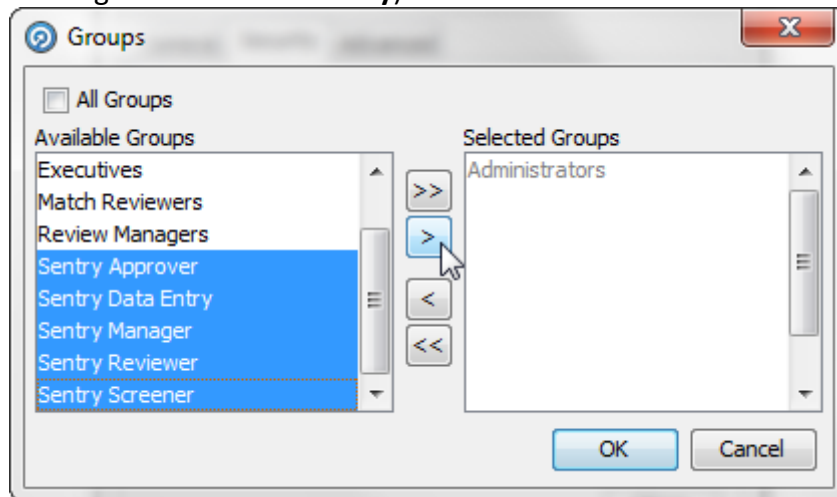 Groups
All Groups
Available Groups
Selected Groups
Executives
Match Reviewers
Review Managers
Sentry Approver
Sentry Data Entry
Sentry Manager
Sentry Reviewer
Sentry Screener
>>
>
<
<<
Administrators
OK
Cancel